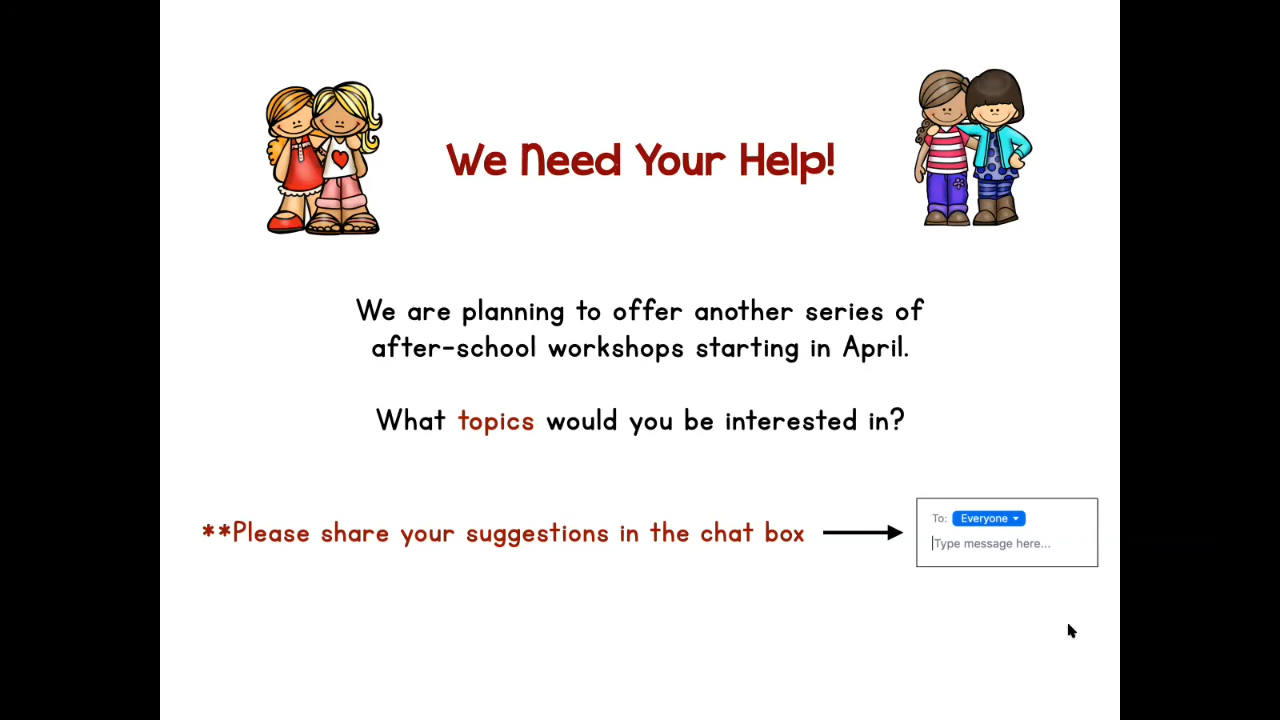 We Need Your Help!
We are planning to offer another series of
after-school workshops starting in April.
What topics would you be interested in?
**Please share your suggestions in the chat box
To: Everyone
Type message here...